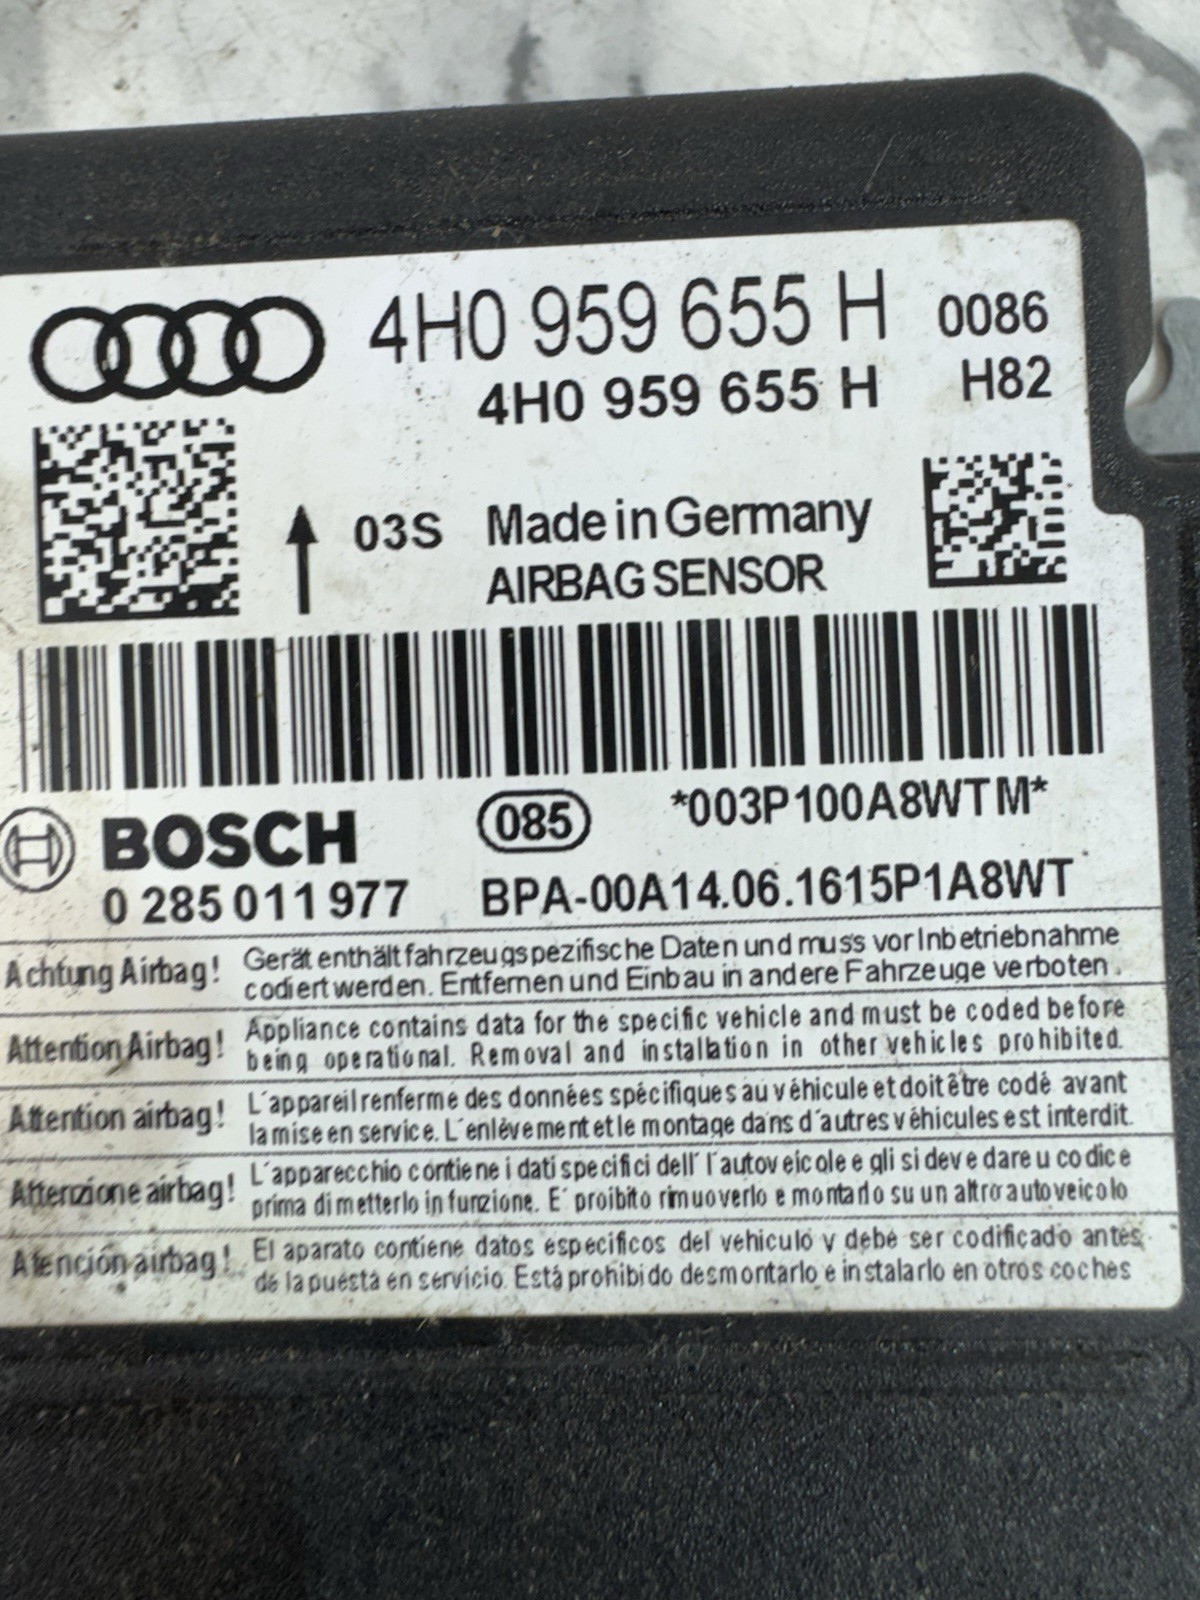 4H0 959 655 H 0086
4H0 959 655 H H82
03S Made in Germany
AIRBAG SENSOR
BOSCH 085 *003P100A8WTM*
0 285 011 977 BPA-00A14.06.1615P1A8WT
Achtung Airbag! Gerät enthält fahrzeugspezifische Daten und muss vor Inbetriebnahme
codiert werden. Entfernen und Einbau in andere Fahrzeuge verboten.
Attention Airbag! Appliance contains data for the specific vehicle and must be coded before
being operational. Removal and installation in other vehicles prohibited.
Attention airbag! L´appareil renferme des données spécifiques au véhicule et doit être codé avant
la mise en service. L´enlèvement et le montage dans d´autres véhicules est interdit.
Attenzione airbag! L´apparecchio contiene i dati specifici dell´ l´autoveicolo e gli si deve dare u codice
prima di metterlo in funzione. E´ proibito rimuoverlo e montarlo su un altro autoveicolo
Atención airbag! El aparato contiene datos especificos del vehiculo y debe ser codificado antes
de la puesta en servicio. Está prohibido desmontarlo e instalarlo en otros coches